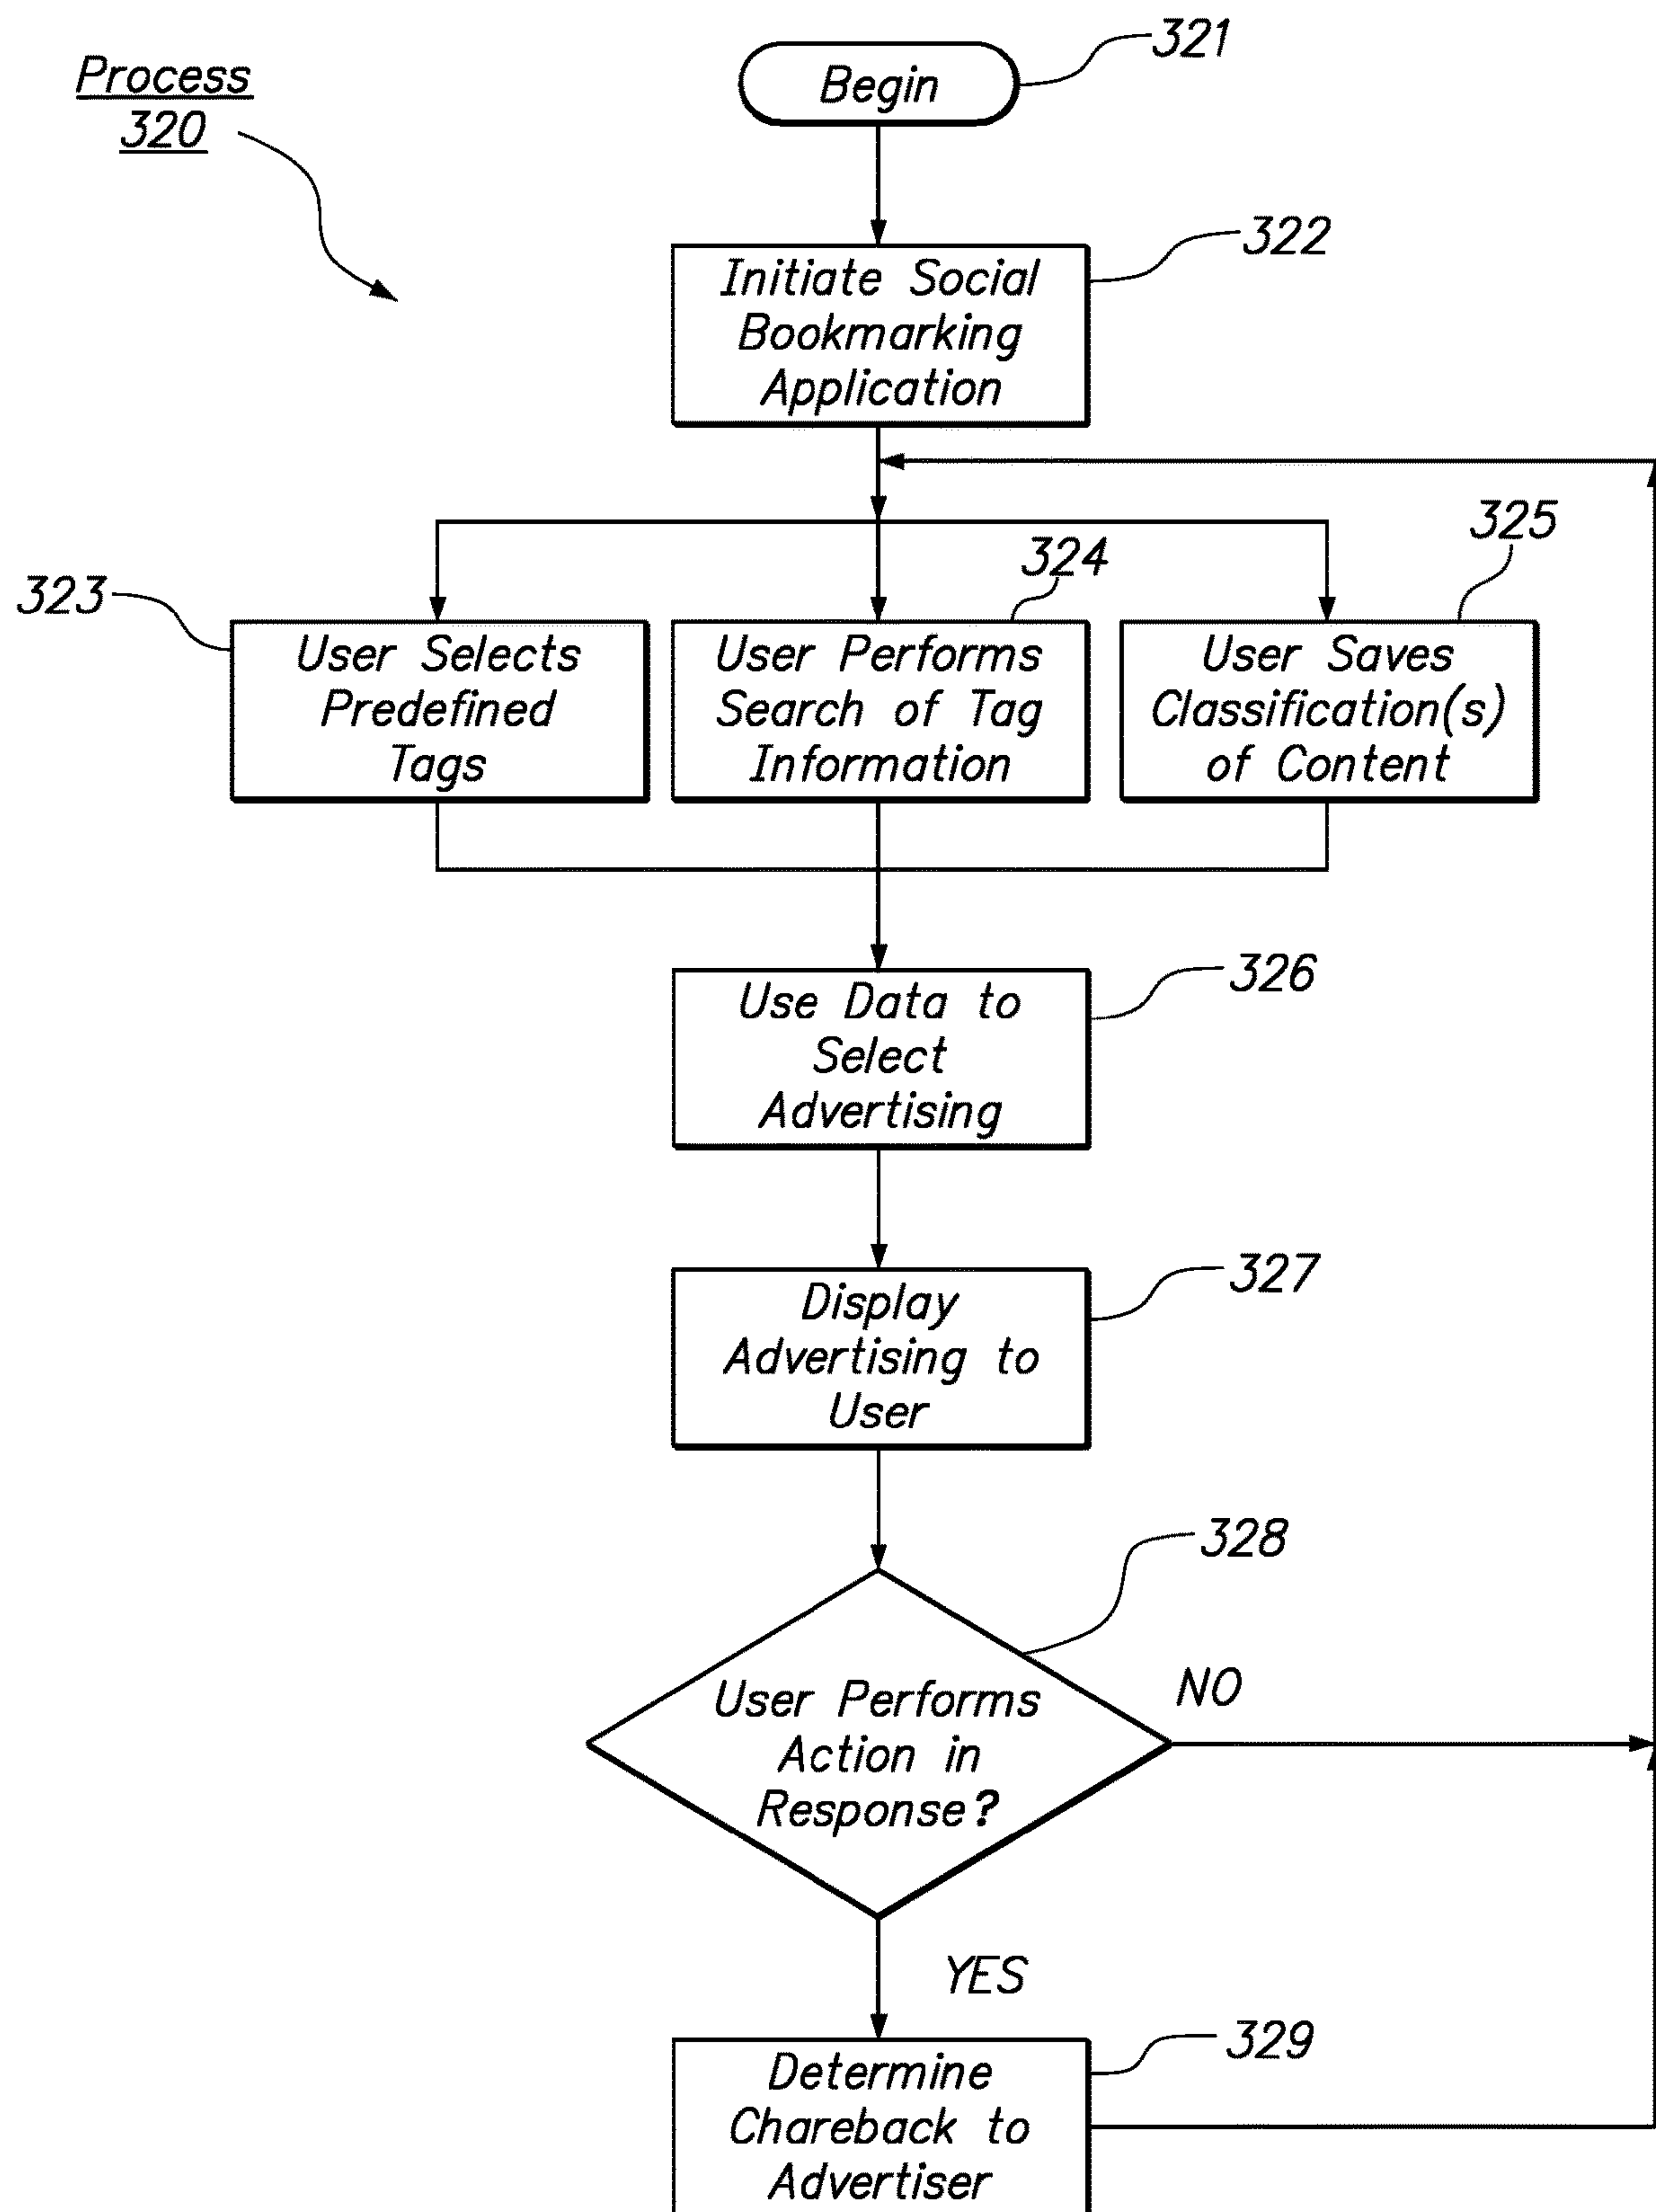 Process
320
321
Begin
322
Initiate Social
Bookmarking
Application
323
User Selects
Predefined
Tags
324
User Performs
Search of Tag
Information
325
User Saves
Classification(s)
of Content
326
Use Data to
Select
Advertising
327
Display
Advertising to
User
328
User Performs
Action in
Response?
NO
YES
329
Determine
Chareback to
Advertiser